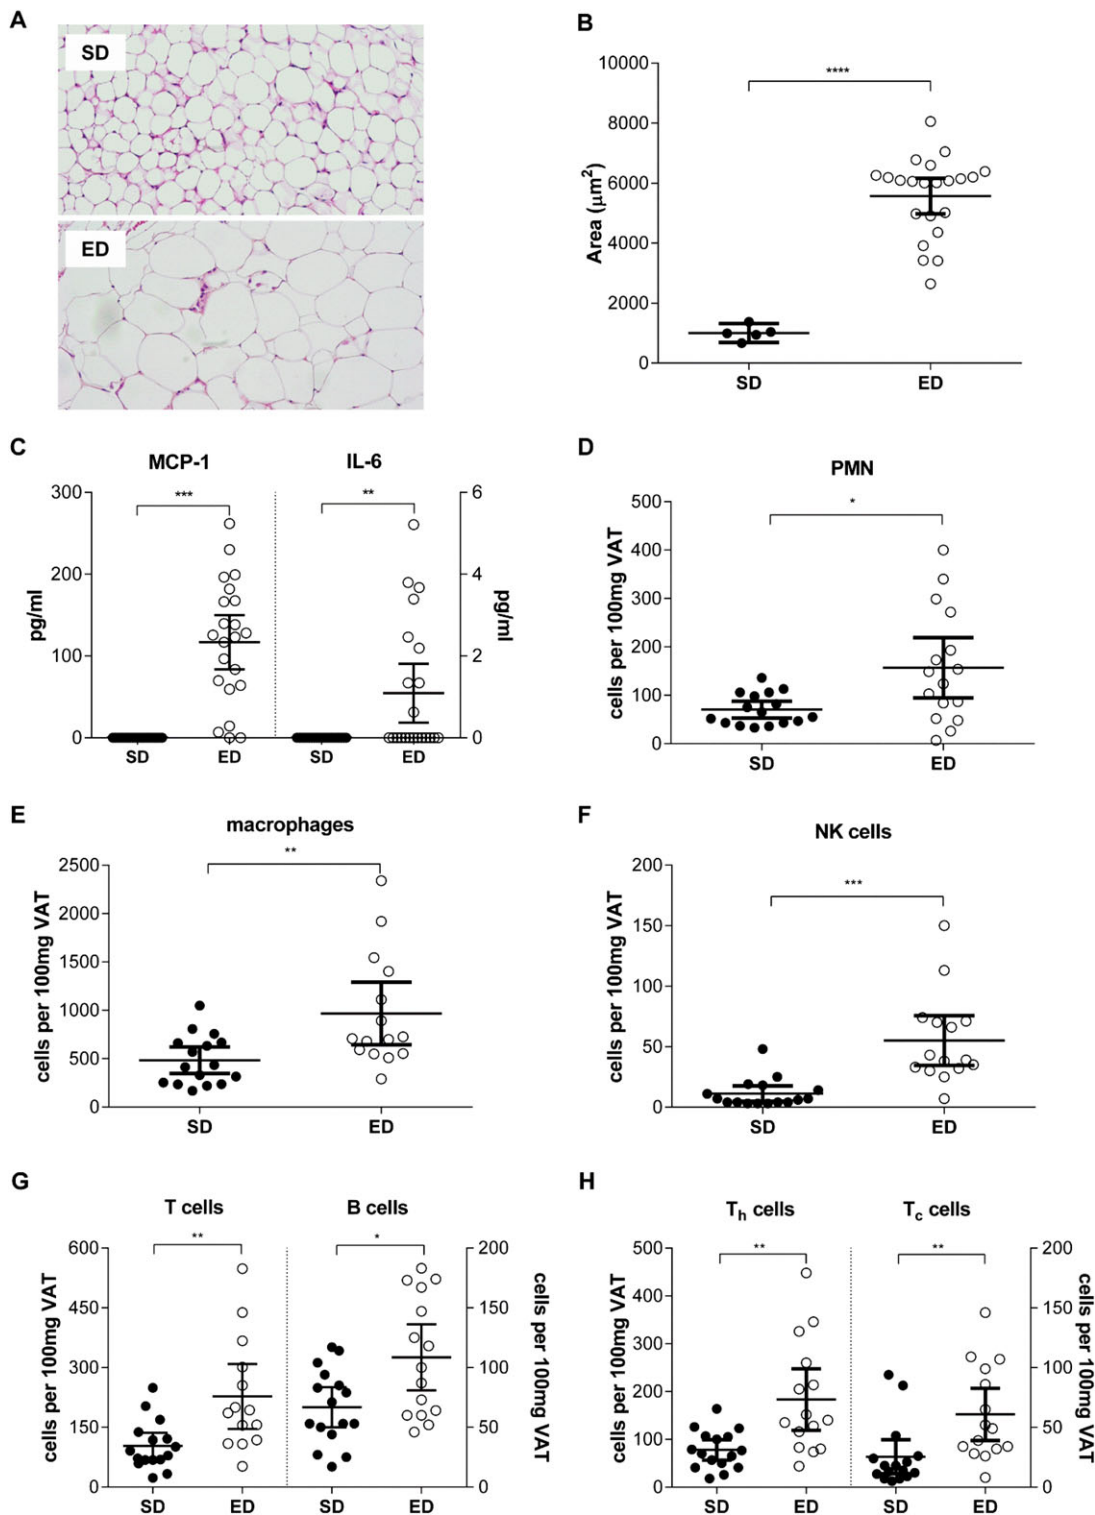 A
SD
ED
B
****
10000
8000
6000
4000
2000
0
Area (μm²)
SD ED
C
MCP-1 IL-6
*** **
300 6
200 4
100 2
0 0
pg/ml pg/ml
SD ED SD ED
D
PMN
*
500
400
300
200
100
0
cells per 100mg VAT
SD ED
E
macrophages
**
2500
2000
1500
1000
500
0
cells per 100mg VAT
SD ED
F
NK cells
***
200
150
100
50
0
cells per 100mg VAT
SD ED
G
T cells B cells
** *
600 200
450 150
300 100
150 50
0 0
cells per 100mg VAT cells per 100mg VAT
SD ED SD ED
H
Th cells Tc cells
** **
500 200
400 150
300 100
200 50
100 0
0
cells per 100mg VAT cells per 100mg VAT
SD ED SD ED